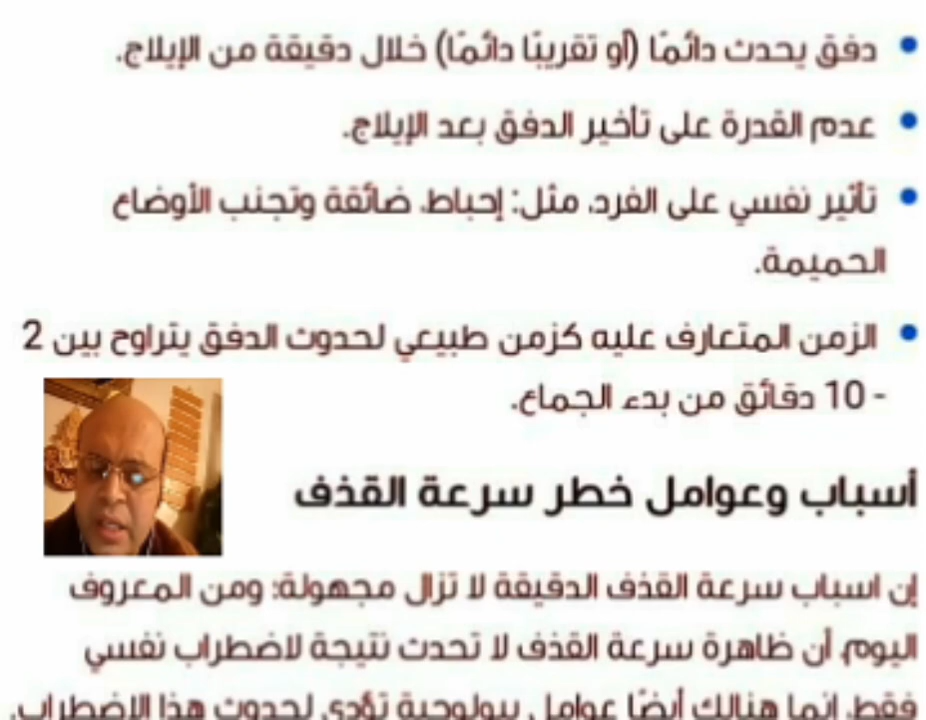 دفق يحدث دائمًا (أو تقريبًا دائمًا) خلال دقيقة من الإيلاج.
عدم القدرة على تأخير الدفق بعد الإيلاج.
تأثير نفسي على الفرد، مثل: إحباط، ضائقة وتجنب الأوضاع
الحميمة.
الزمن المتعارف عليه كزمن طبيعي لحدوث الدفق يتراوح بين 2
- 10 دقائق من بدء الجماع.
أسباب وعوامل خطر سرعة القذف
إن اسباب سرعة القذف الدقيقة لا تزال مجهولة؛ ومن المعروف
اليوم، أن ظاهرة سرعة القذف لا تحدث نتيجة لاضطراب نفسي
فقط، إنما هنالك أيضًا عوامل بيولوجية تؤدي لحدوث هذا الاضطراب.